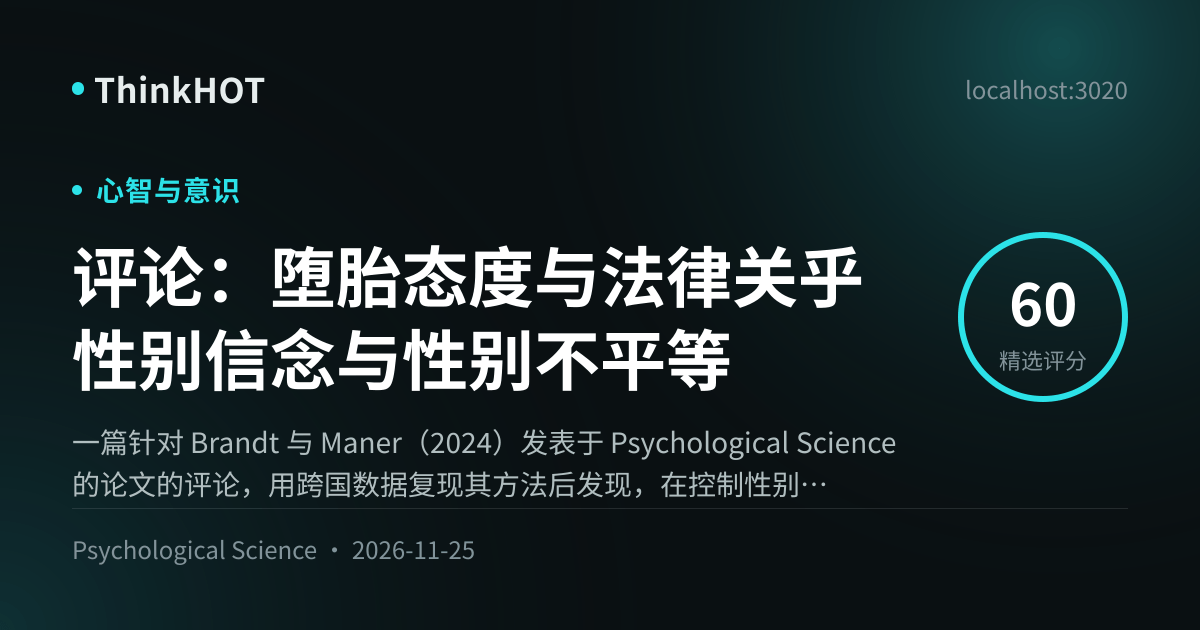 ThinkHOT
localhost:3020
心智与意识
评论：堕胎态度与法律关乎
性别信念与性别不平等
60
精选评分
一篇针对 Brandt 与 Maner（2024）发表于 Psychological Science
的论文的评论，用跨国数据复现其方法后发现，在控制性别…
Psychological Science · 2026-11-25